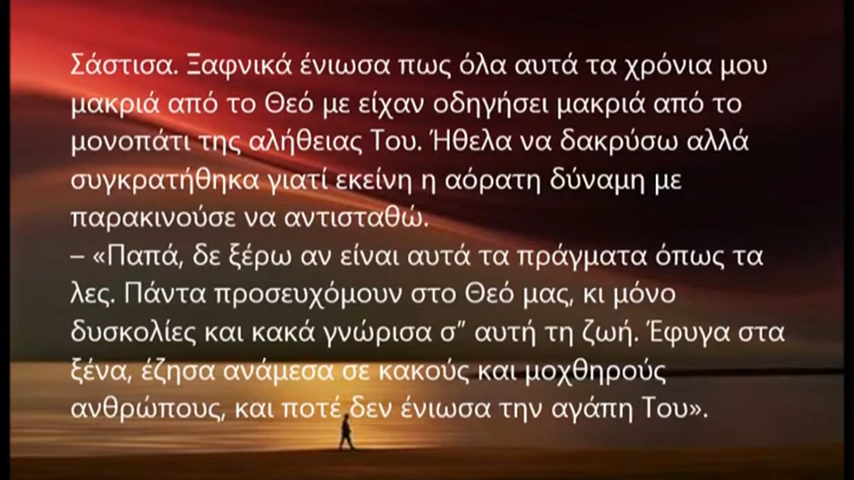 Σάστισα. Ξαφνικά ένιωσα πως όλα αυτά τα χρόνια μου
μακριά από το Θεό με είχαν οδηγήσει μακριά από το
μονοπάτι της αλήθειας Του. Ήθελα να δακρύσω αλλά
συγκρατήθηκα γιατί εκείνη η αόρατη δύναμη με
παρακινούσε να αντισταθώ.
– «Παπά, δε ξέρω αν είναι αυτά τα πράγματα όπως τα
λες. Πάντα προσευχόμουν στο Θεό μας, κι μόνο
δυσκολίες και κακά γνώρισα σ” αυτή τη ζωή. Έφυγα στα
ξένα, έζησα ανάμεσα σε κακούς και μοχθηρούς
ανθρώπους, και ποτέ δεν ένιωσα την αγάπη Του».